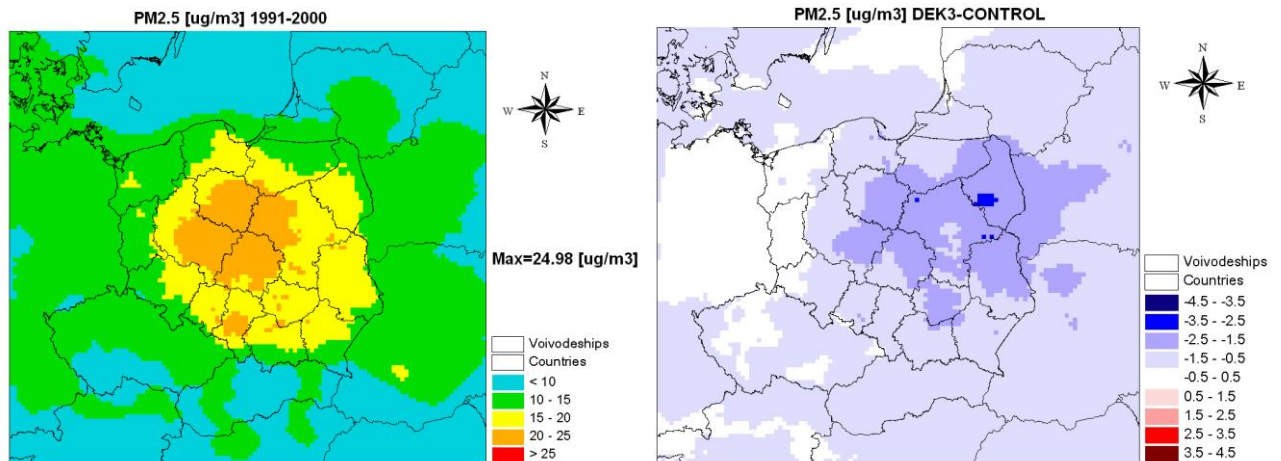 PM2.5 [ug/m3] 1991-2000
N
W E
S
Max=24.98 [ug/m3]
Voivodeships
Countries
< 10
10 - 15
15 - 20
20 - 25
> 25
PM2.5 [ug/m3] DEK3-CONTROL
N
W E
S
Voivodeships
Countries
-4.5 - -3.5
-3.5 - -2.5
-2.5 - -1.5
-1.5 - -0.5
-0.5 - 0.5
0.5 - 1.5
1.5 - 2.5
2.5 - 3.5
3.5 - 4.5